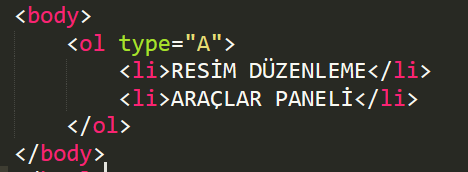 <body>
<ol type="A">
<li>RESİM DÜZENLEME</li>
<li>ARAÇLAR PANELİ</li>
</ol>
</body>